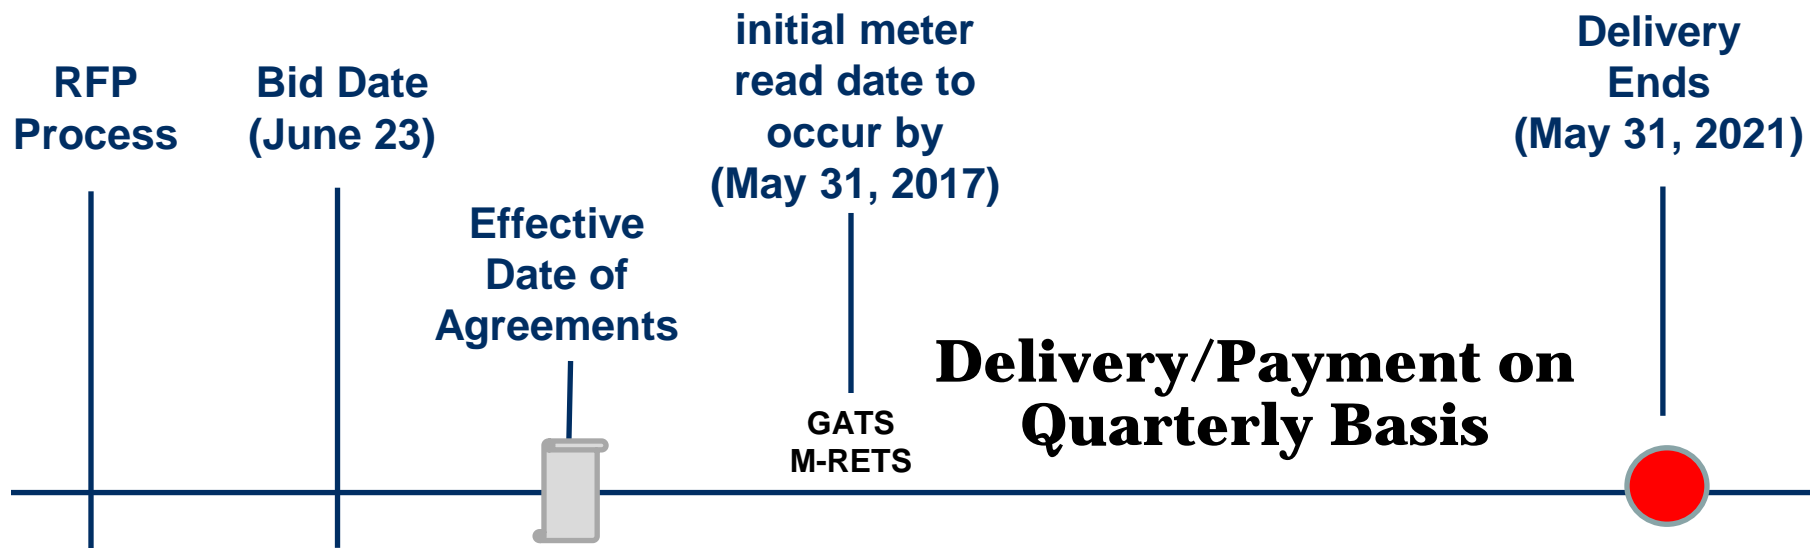 RFP
Process
Bid Date
(June 23)
Effective
Date of
Agreements
initial meter
read date to
occur by
(May 31, 2017)
GATS
M-RETS
Delivery/Payment on
Quarterly Basis
Delivery
Ends
(May 31, 2021)